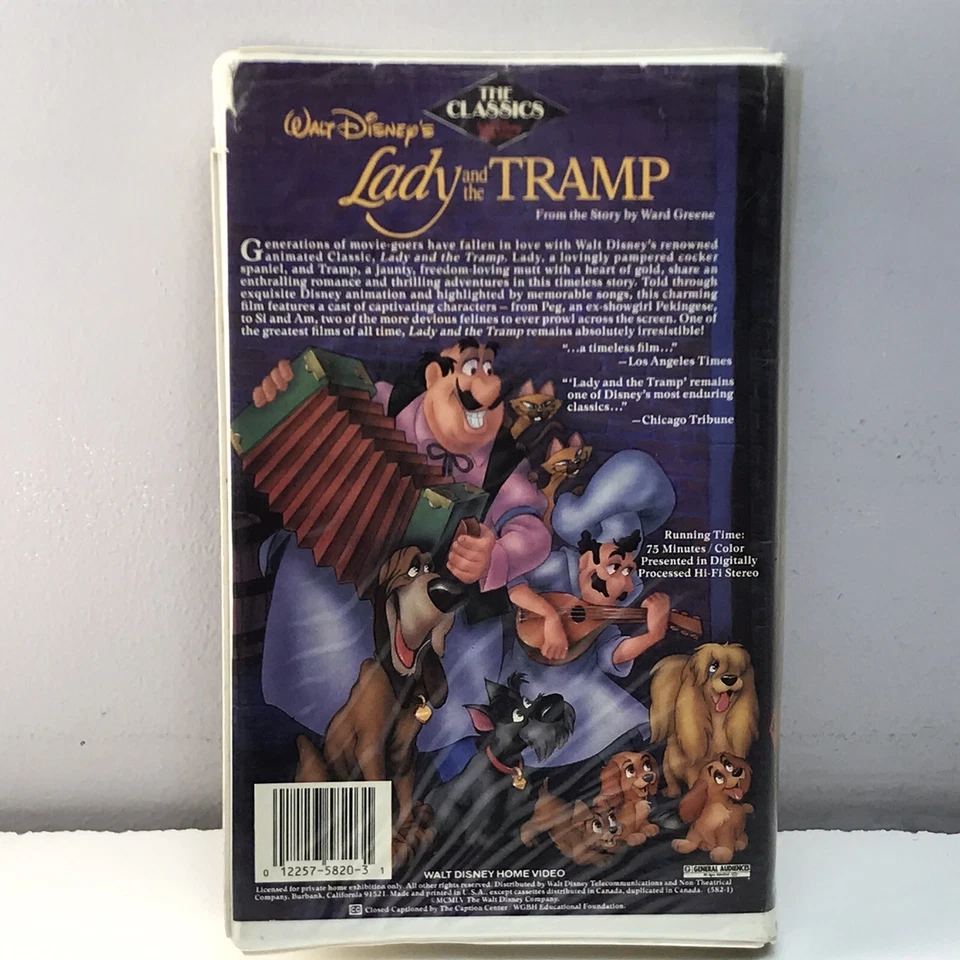 THE
CLASSICS
WALT DISNEY'S
Lady and the TRAMP
From the Story by Ward Greene
Generations of movie-goers have fallen in love with Walt Disney's renowned
animated Classic, Lady and the Tramp. Lady, a lovingly pampered cocker
spaniel, and Tramp, a jaunty, freedom-loving mutt with a heart of gold, share an
enthralling romance and thrilling adventures in this timeless story. Told through
exquisite Disney animation and highlighted by memorable songs, this charming
film features a cast of captivating characters – from Peg, an ex-showgirl Pekingese,
to Si and Am, two of the more devious felines to ever prowl across the screen. One of
the greatest films of all time, Lady and the Tramp remains absolutely irresistible!
"...a timeless film..."
—Los Angeles Times
"'Lady and the Tramp' remains
one of Disney's most enduring
classics..."
—Chicago Tribune
Running Time:
75 Minutes / Color
Presented in Digitally
Processed Hi-Fi Stereo
0 12257-5820-3 1
WALT DISNEY HOME VIDEO
G GENERAL AUDIENCES
Licensed for private home exhibition only. All other rights reserved. Distributed by Walt Disney Telecommunications and Non-Theatrical
Company, Burbank, California 91521. Made and printed in U.S.A., except cassettes distributed in Canada, duplicated in Canada. (582-1)
©MCMLV The Walt Disney Company.
CC Closed Captioned by The Caption Center / WGBH Educational Foundation.